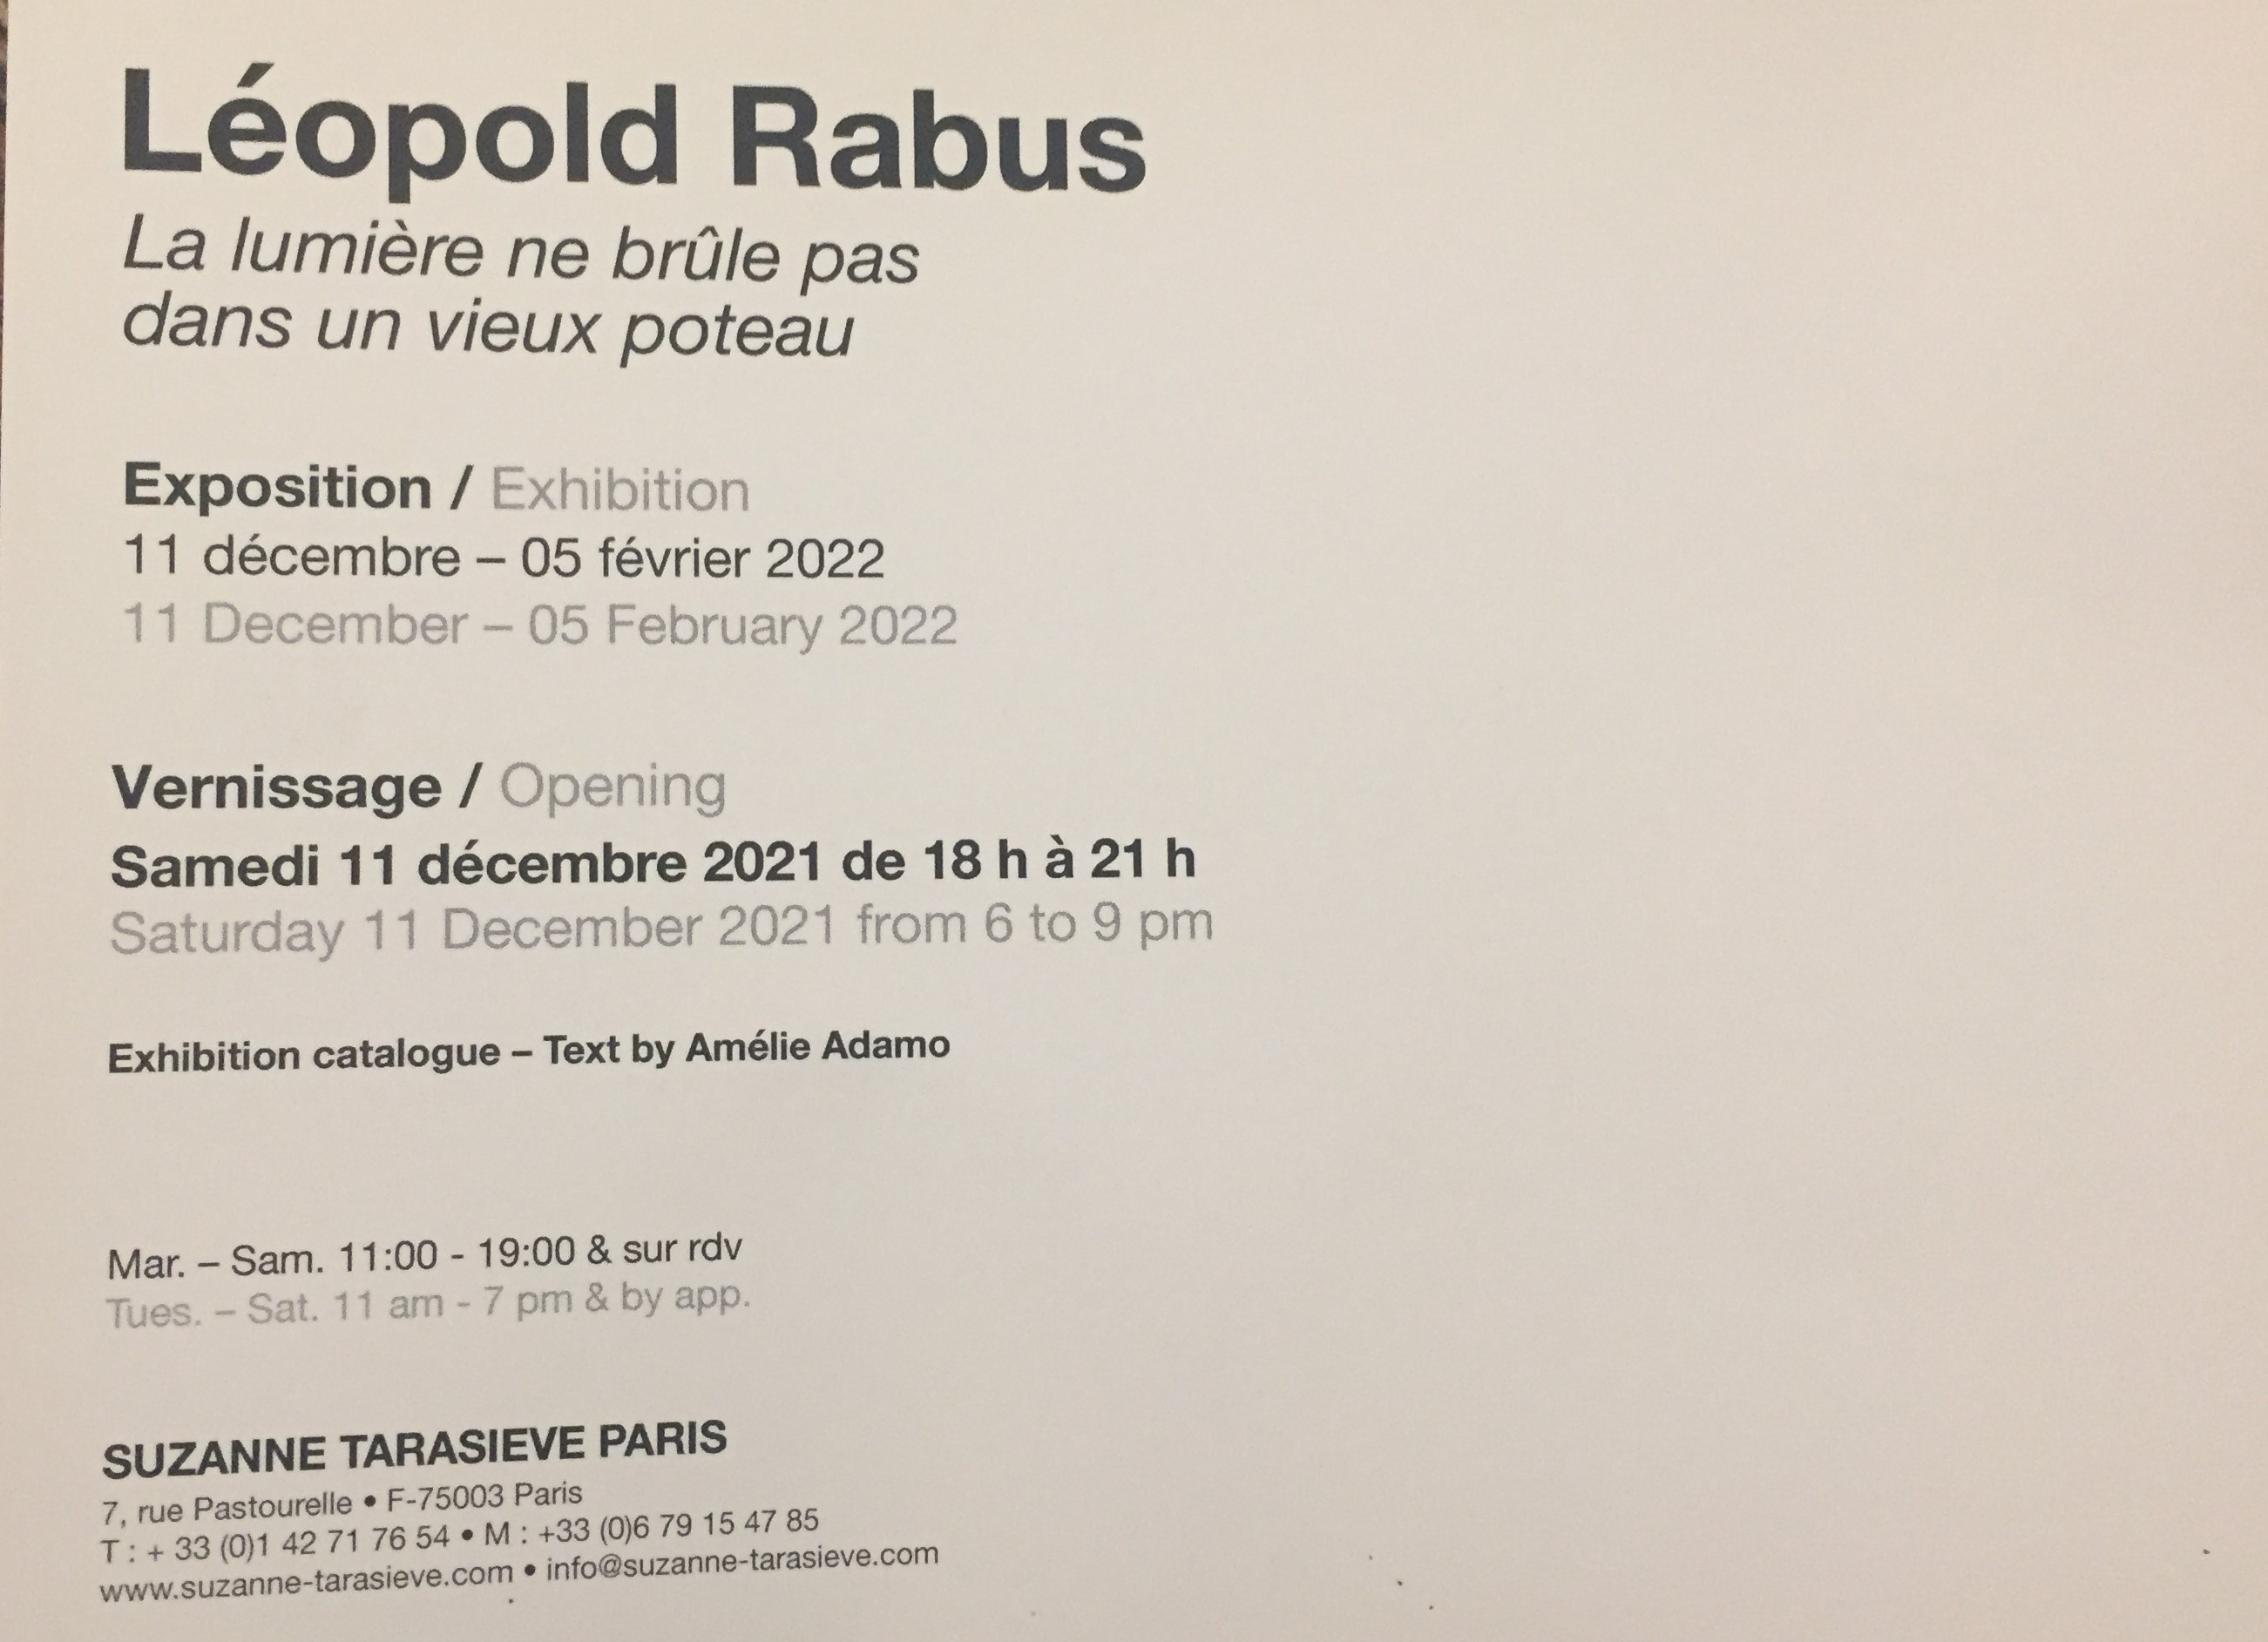 Léopold Rabus
La lumière ne brûle pas
dans un vieux poteau
Exposition / Exhibition
11 décembre – 05 février 2022
11 December – 05 February 2022
Vernissage / Opening
Samedi 11 décembre 2021 de 18 h à 21 h
Saturday 11 December 2021 from 6 to 9 pm
Exhibition catalogue – Text by Amélie Adamo
Mar. – Sam. 11:00 - 19:00 & sur rdv
Tues. – Sat. 11 am - 7 pm & by app.
SUZANNE TARASIEVE PARIS
7, rue Pastourelle • F-75003 Paris
T : + 33 (0)1 42 71 76 54 • M : +33 (0)6 79 15 47 85
www.suzanne-tarasieve.com • info@suzanne-tarasieve.com